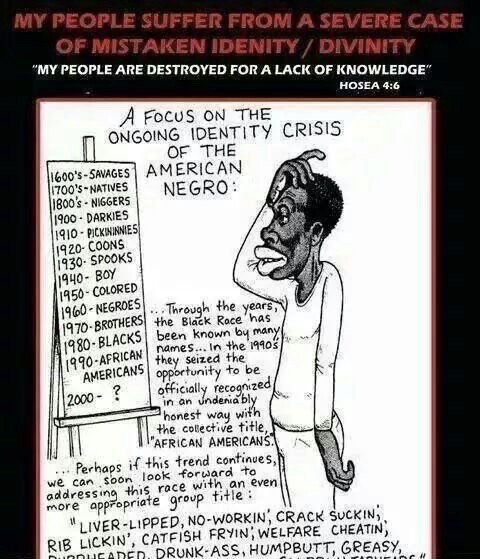 MY PEOPLE SUFFER FROM A SEVERE CASE
OF MISTAKEN IDENITY / DIVINITY
"MY PEOPLE ARE DESTROYED FOR A LACK OF KNOWLEDGE"
HOSEA 4:6
A FOCUS ON THE
ONGOING IDENTITY CRISIS
OF THE
AMERICAN
NEGRO:
1600's-SAVAGES
1700's-NATIVES
1800's - NIGGERS
1900 - DARKIES
1910 - PICKININNIES
1920- COONS
1930- SPOOKS
1940- BOY
1950- COLORED
1960- NEGROES
1970- BROTHERS
1980- BLACKS
1990-AFRICAN
AMERICANS
2000 - ?
...Through the years,
the Black Race has
been known by many
names... In the 1990s
they seized the
opportunity to be
officially recognized
in an undeniably
honest way with
the collective title,
"AFRICAN AMERICANS."
... Perhaps if this trend continues,
we can soon look forward to
addressing this race with an even
more appropriate group title:
"LIVER-LIPPED, NO-WORKIN', CRACK SUCKIN',
RIB LICKIN', CATFISH FRYIN', WELFARE CHEATIN',
DRUNK-ASS, HUMPBUTT, GREASY,